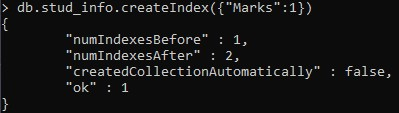 > db.stud_info.createIndex({"Marks":1})
{
"numIndexesBefore" : 1,
"numIndexesAfter" : 2,
"createdCollectionAutomatically" : false,
"ok" : 1
}